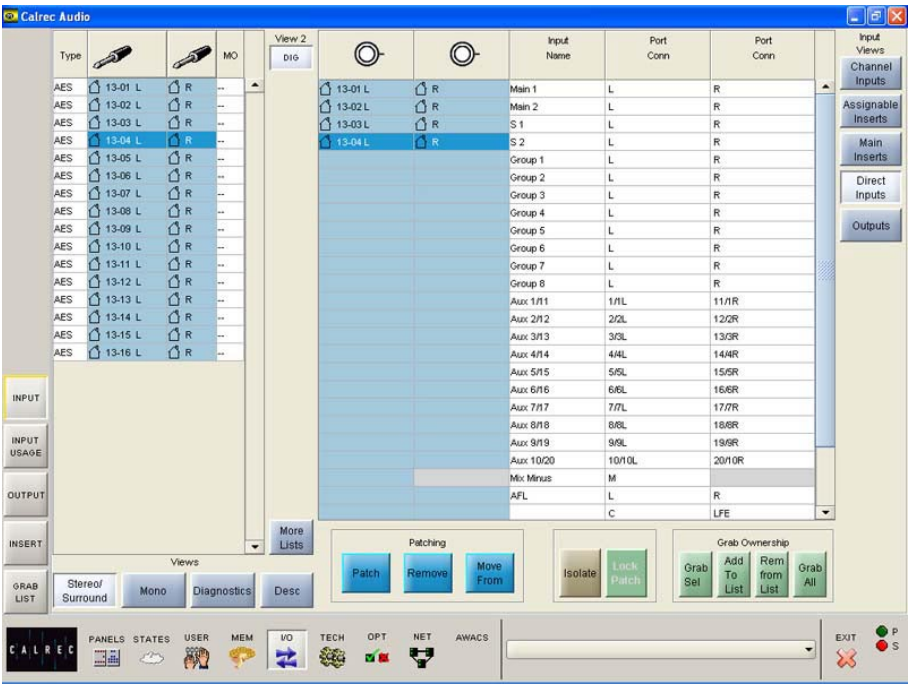 Calrec Audio
Type MO
View 2
DIG
Input Name Port Conn Port Conn
Input Views
Channel Inputs
Assignable Inserts
Main Inserts
Direct Inputs
Outputs
AES 13-01 L R --
AES 13-02 L R --
AES 13-03 L R --
AES 13-04 L R --
AES 13-05 L R --
AES 13-06 L R --
AES 13-07 L R --
AES 13-08 L R --
AES 13-09 L R --
AES 13-10 L R --
AES 13-11 L R --
AES 13-12 L R --
AES 13-13 L R --
AES 13-14 L R --
AES 13-15 L R --
AES 13-16 L R --
13-01 L R Main 1 L R
13-02 L R Main 2 L R
13-03 L R S 1 L R
13-04 L R S 2 L R
Group 1 L R
Group 2 L R
Group 3 L R
Group 4 L R
Group 5 L R
Group 6 L R
Group 7 L R
Group 8 L R
Aux 1/11 1/1L 11/1R
Aux 2/12 2/2L 12/2R
Aux 3/13 3/3L 13/3R
Aux 4/14 4/4L 14/4R
Aux 5/15 5/5L 15/5R
Aux 6/16 6/6L 16/6R
Aux 7/17 7/7L 17/7R
Aux 8/18 8/8L 18/8R
Aux 9/19 9/9L 19/9R
Aux 10/20 10/10L 20/10R
Mix Minus M
AFL L R
C LFE
INPUT
INPUT USAGE
OUTPUT
INSERT
GRAB LIST
Views
Stereo/ Surround
Mono
Diagnostics
More Lists
Desc
Patching
Patch
Remove
Move From
Isolate
Lock Patch
Grab Ownership
Grab Sel
Add To List
Rem from List
Grab All
CALREC
PANELS STATES USER MEM I/O TECH OPT NET AWACS
EXIT
P
S